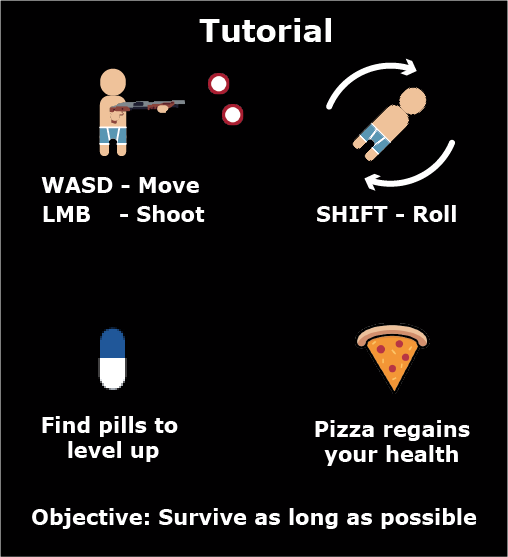 Tutorial
WASD - Move
LMB - Shoot
SHIFT - Roll
Find pills to
level up
Pizza regains
your health
Objective: Survive as long as possible